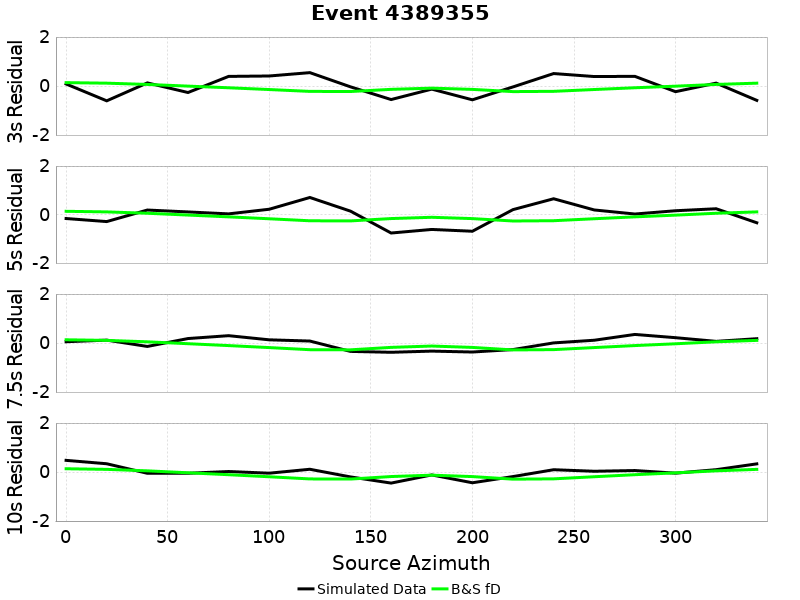 Event 4389355
3s Residual
2
0
-2
5s Residual
2
0
-2
7.5s Residual
2
0
-2
10s Residual
2
0
-2
0 50 100 150 200 250 300
Source Azimuth
Simulated Data B&S fD